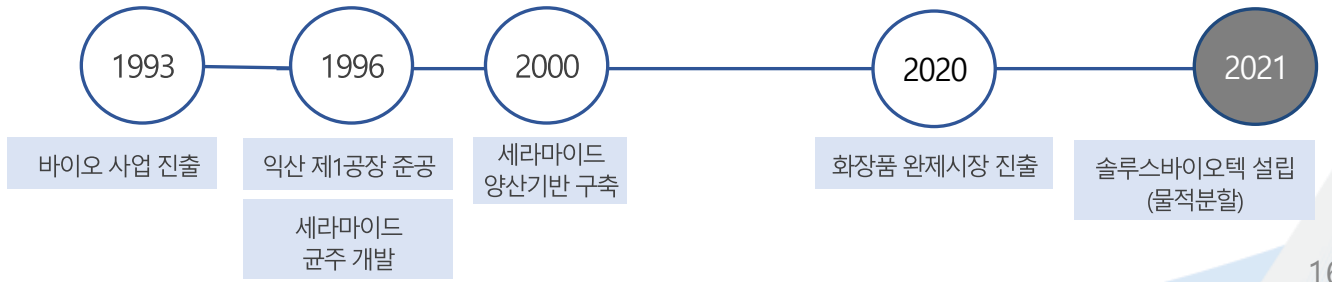 1993
1996
2000
2020
2021
바이오 사업 진출
익산 제1공장 준공
세라마이드
균주 개발
세라마이드
양산기반 구축
화장품 완제시장 진출
솔루스바이오텍 설립
(물적분할)
16